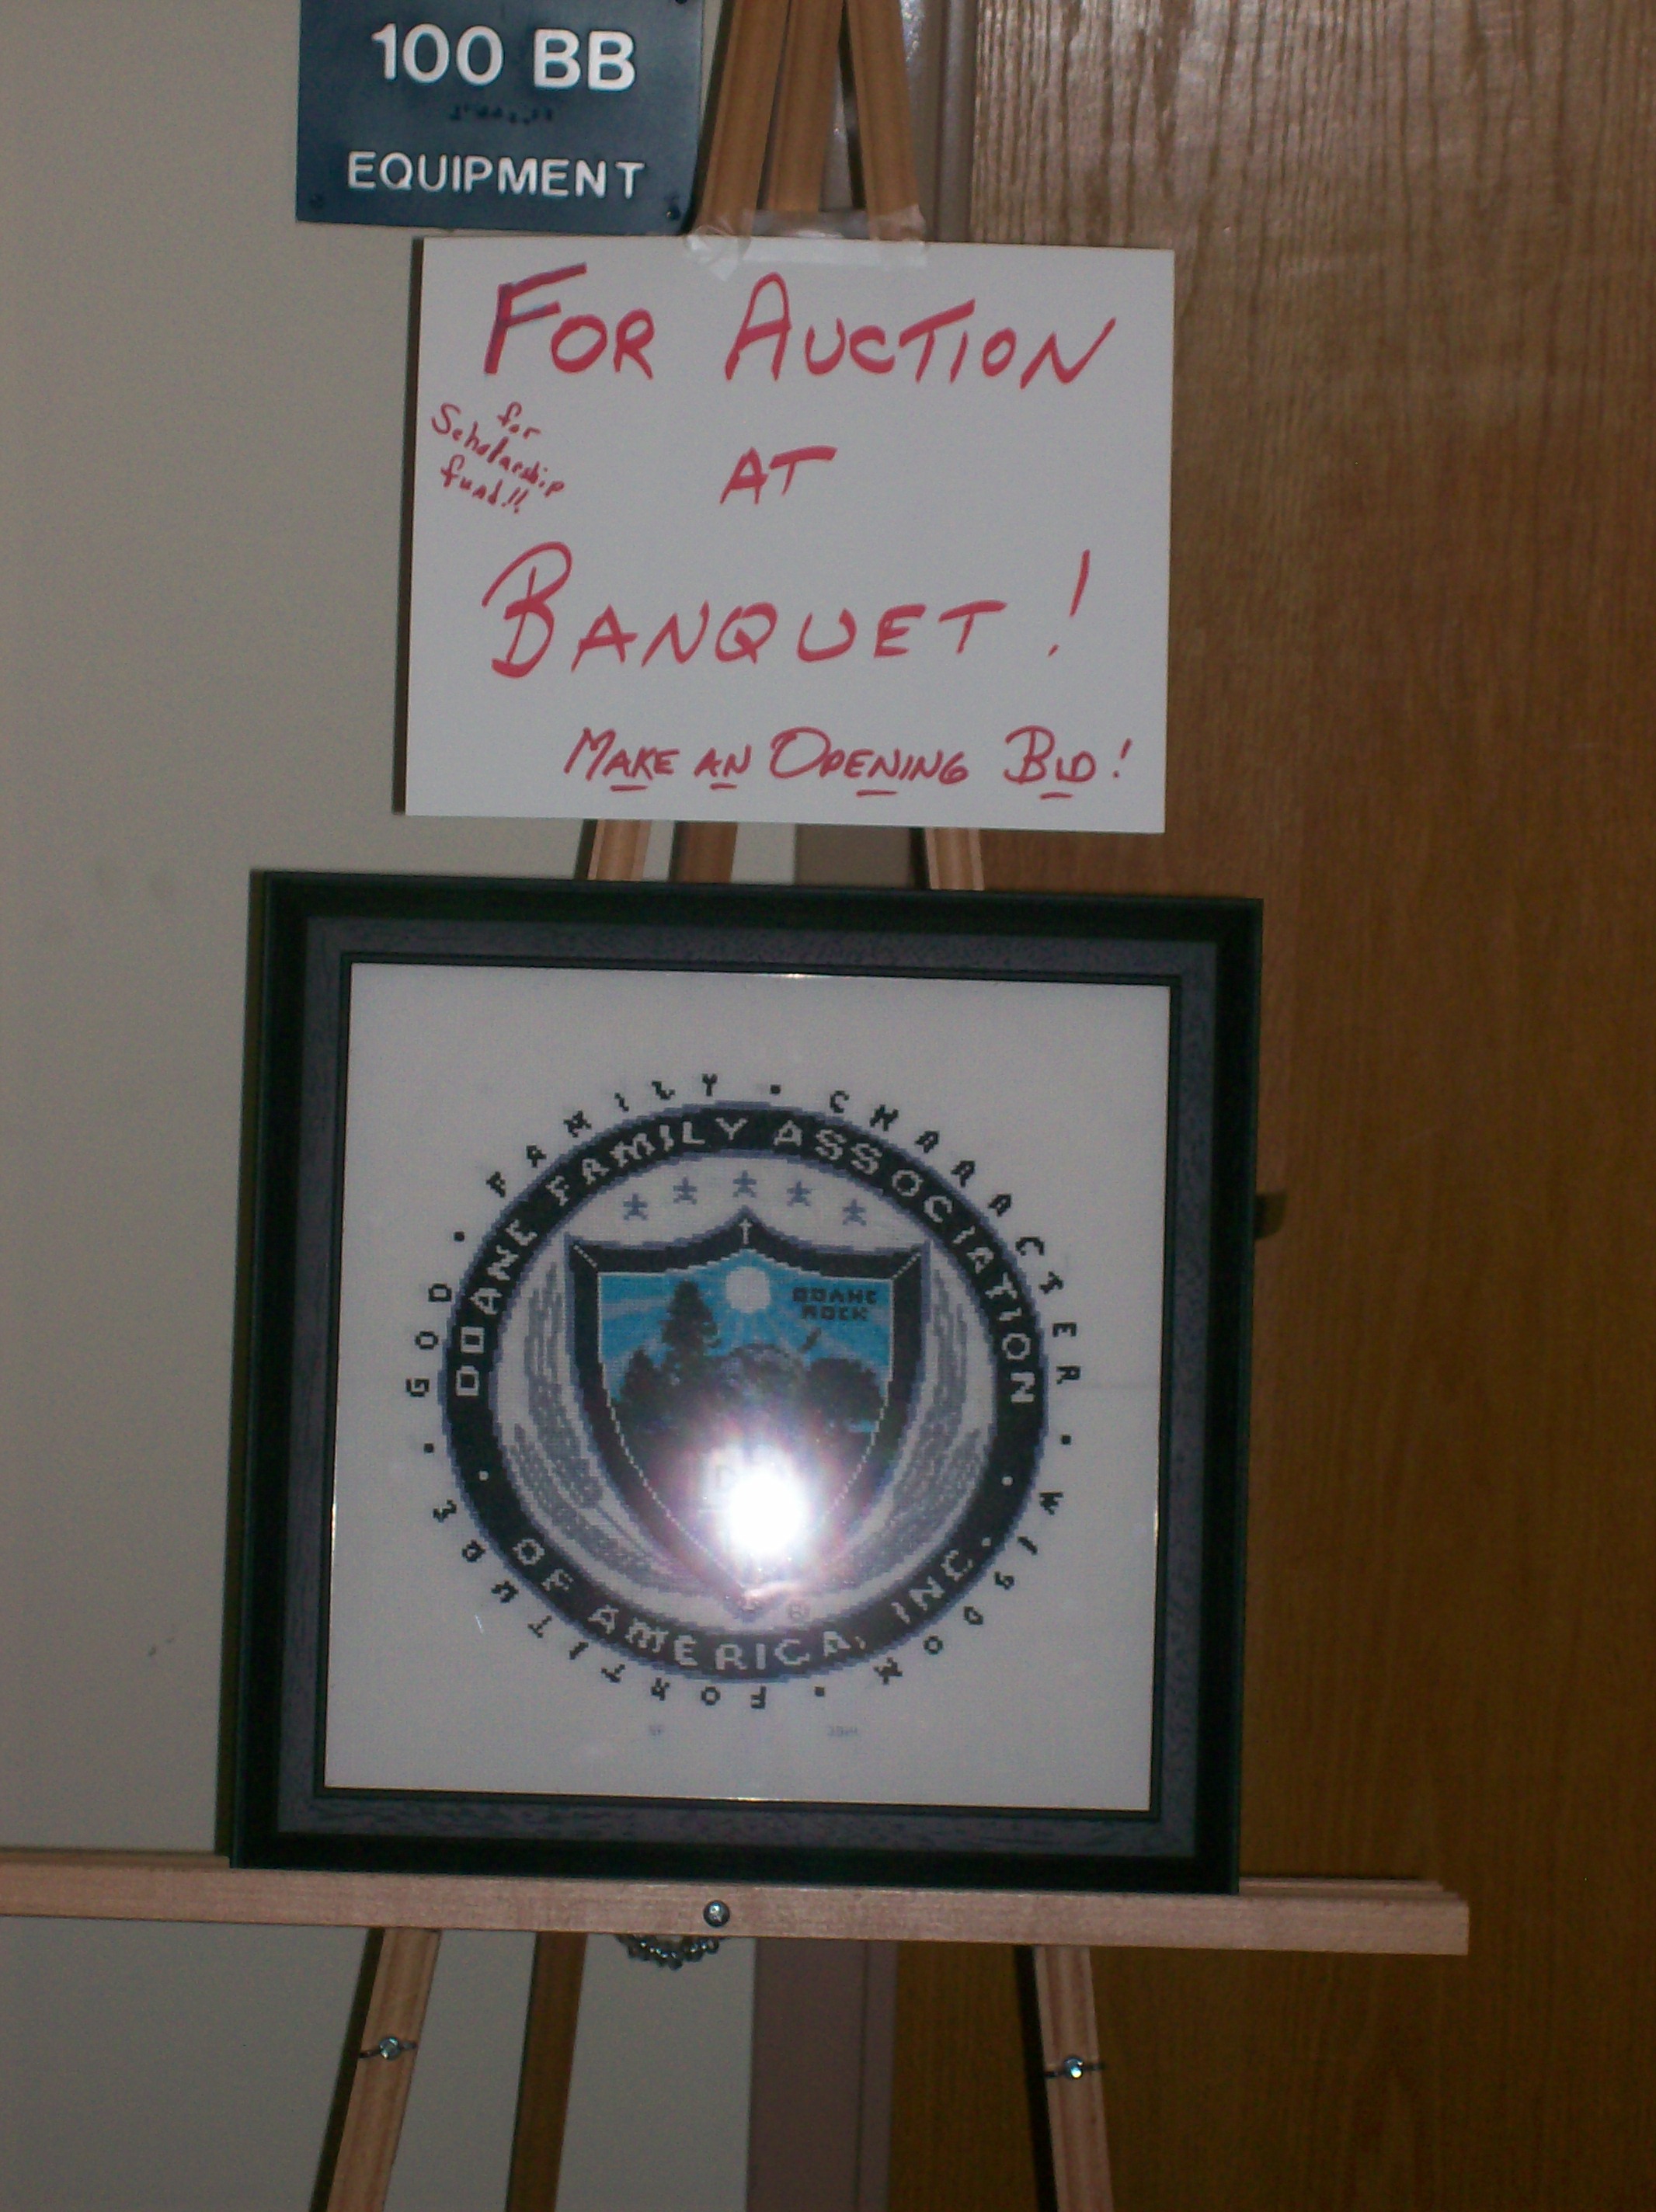 100 BB
EQUIPMENT
FOR AUCTION
for
Scholarship
fund!!
AT
BANQUET!
MAKE AN OPENING BID!
GOD • FAMILY • CHARACTER • WISDOM • FORTITUDE •
DOANE FAMILY ASSOCIATION
• OF AMERICA, INC. •
DOANE
ROCK